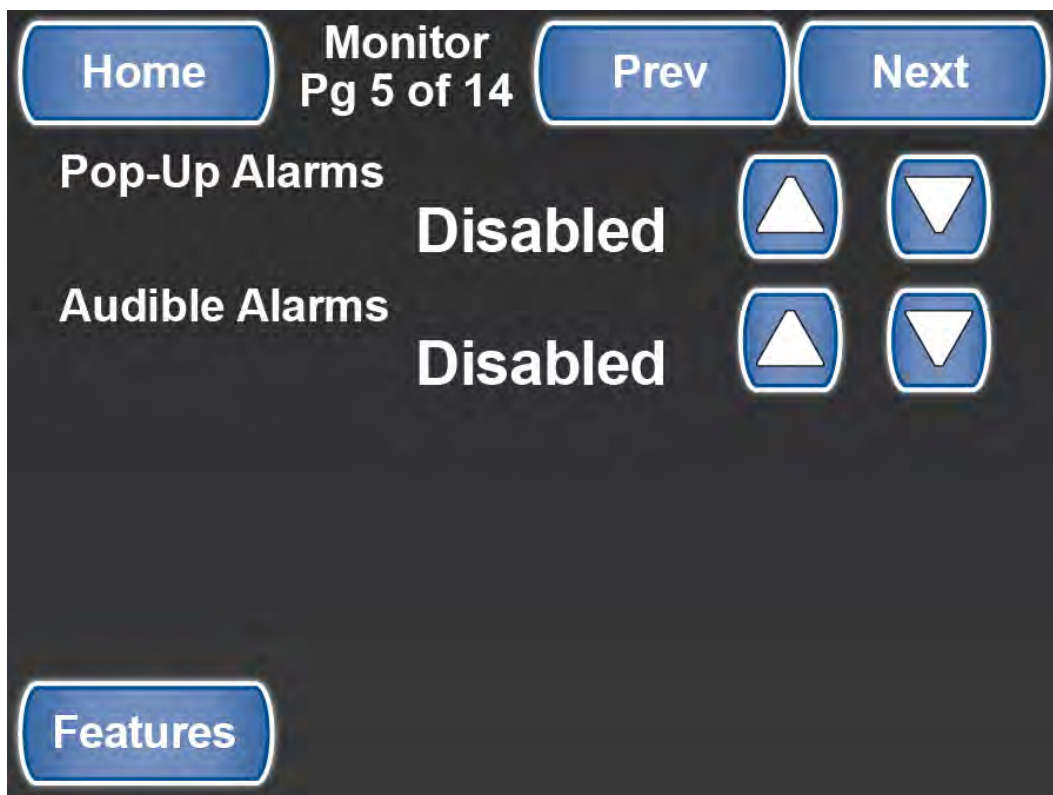 Home
Monitor
Pg 5 of 14
Prev
Next
Pop-Up Alarms
Disabled
Audible Alarms
Disabled
Features